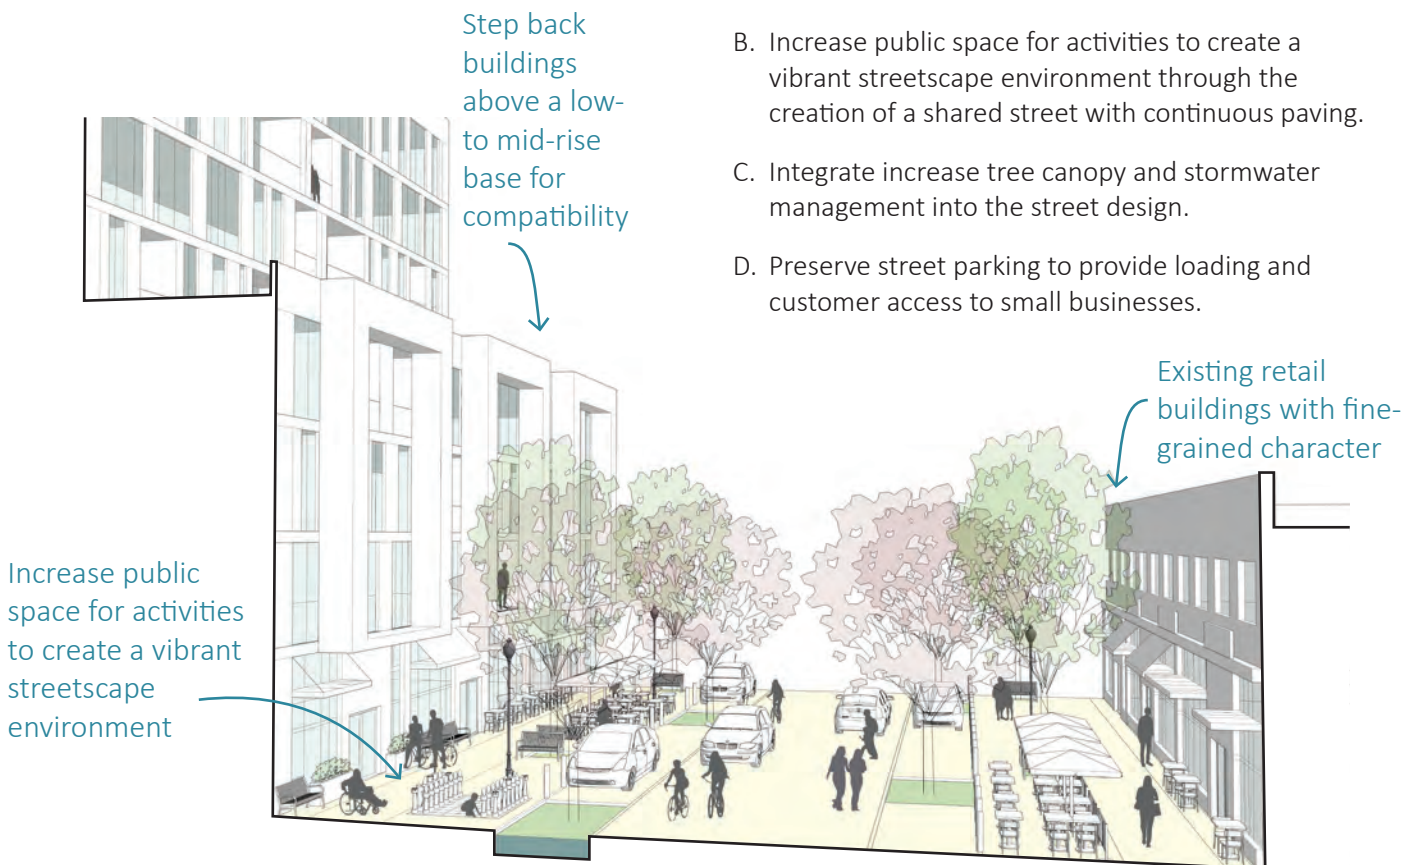 Step back
buildings
above a low-
to mid-rise
base for
compatibility
B. Increase public space for activities to create a
vibrant streetscape environment through the
creation of a shared street with continuous paving.
C. Integrate increase tree canopy and stormwater
management into the street design.
D. Preserve street parking to provide loading and
customer access to small businesses.
Existing retail
buildings with fine-
grained character
Increase public
space for activities
to create a vibrant
streetscape
environment